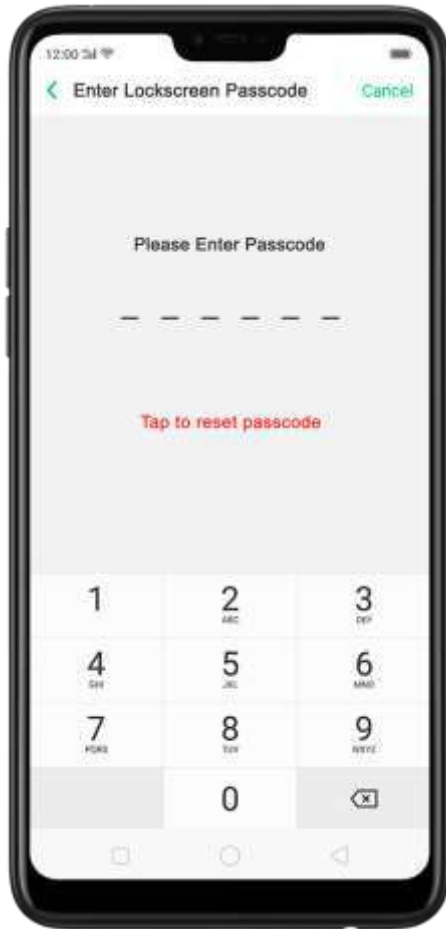 12:00
Enter Lockscreen Passcode
Cancel
Please Enter Passcode
Tap to reset passcode
1
2
ABC
3
DEF
4
GHI
5
JKL
6
MNO
7
PQRS
8
TUV
9
WXYZ
0